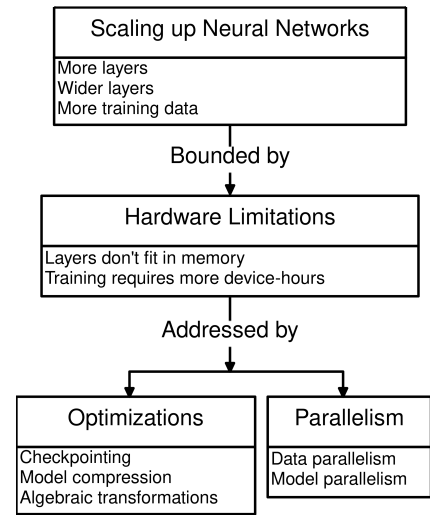 Scaling up Neural Networks
More layers
Wider layers
More training data
Bounded by
Hardware Limitations
Layers don't fit in memory
Training requires more device-hours
Addressed by
Optimizations
Checkpointing
Model compression
Algebraic transformations
Parallelism
Data parallelism
Model parallelism